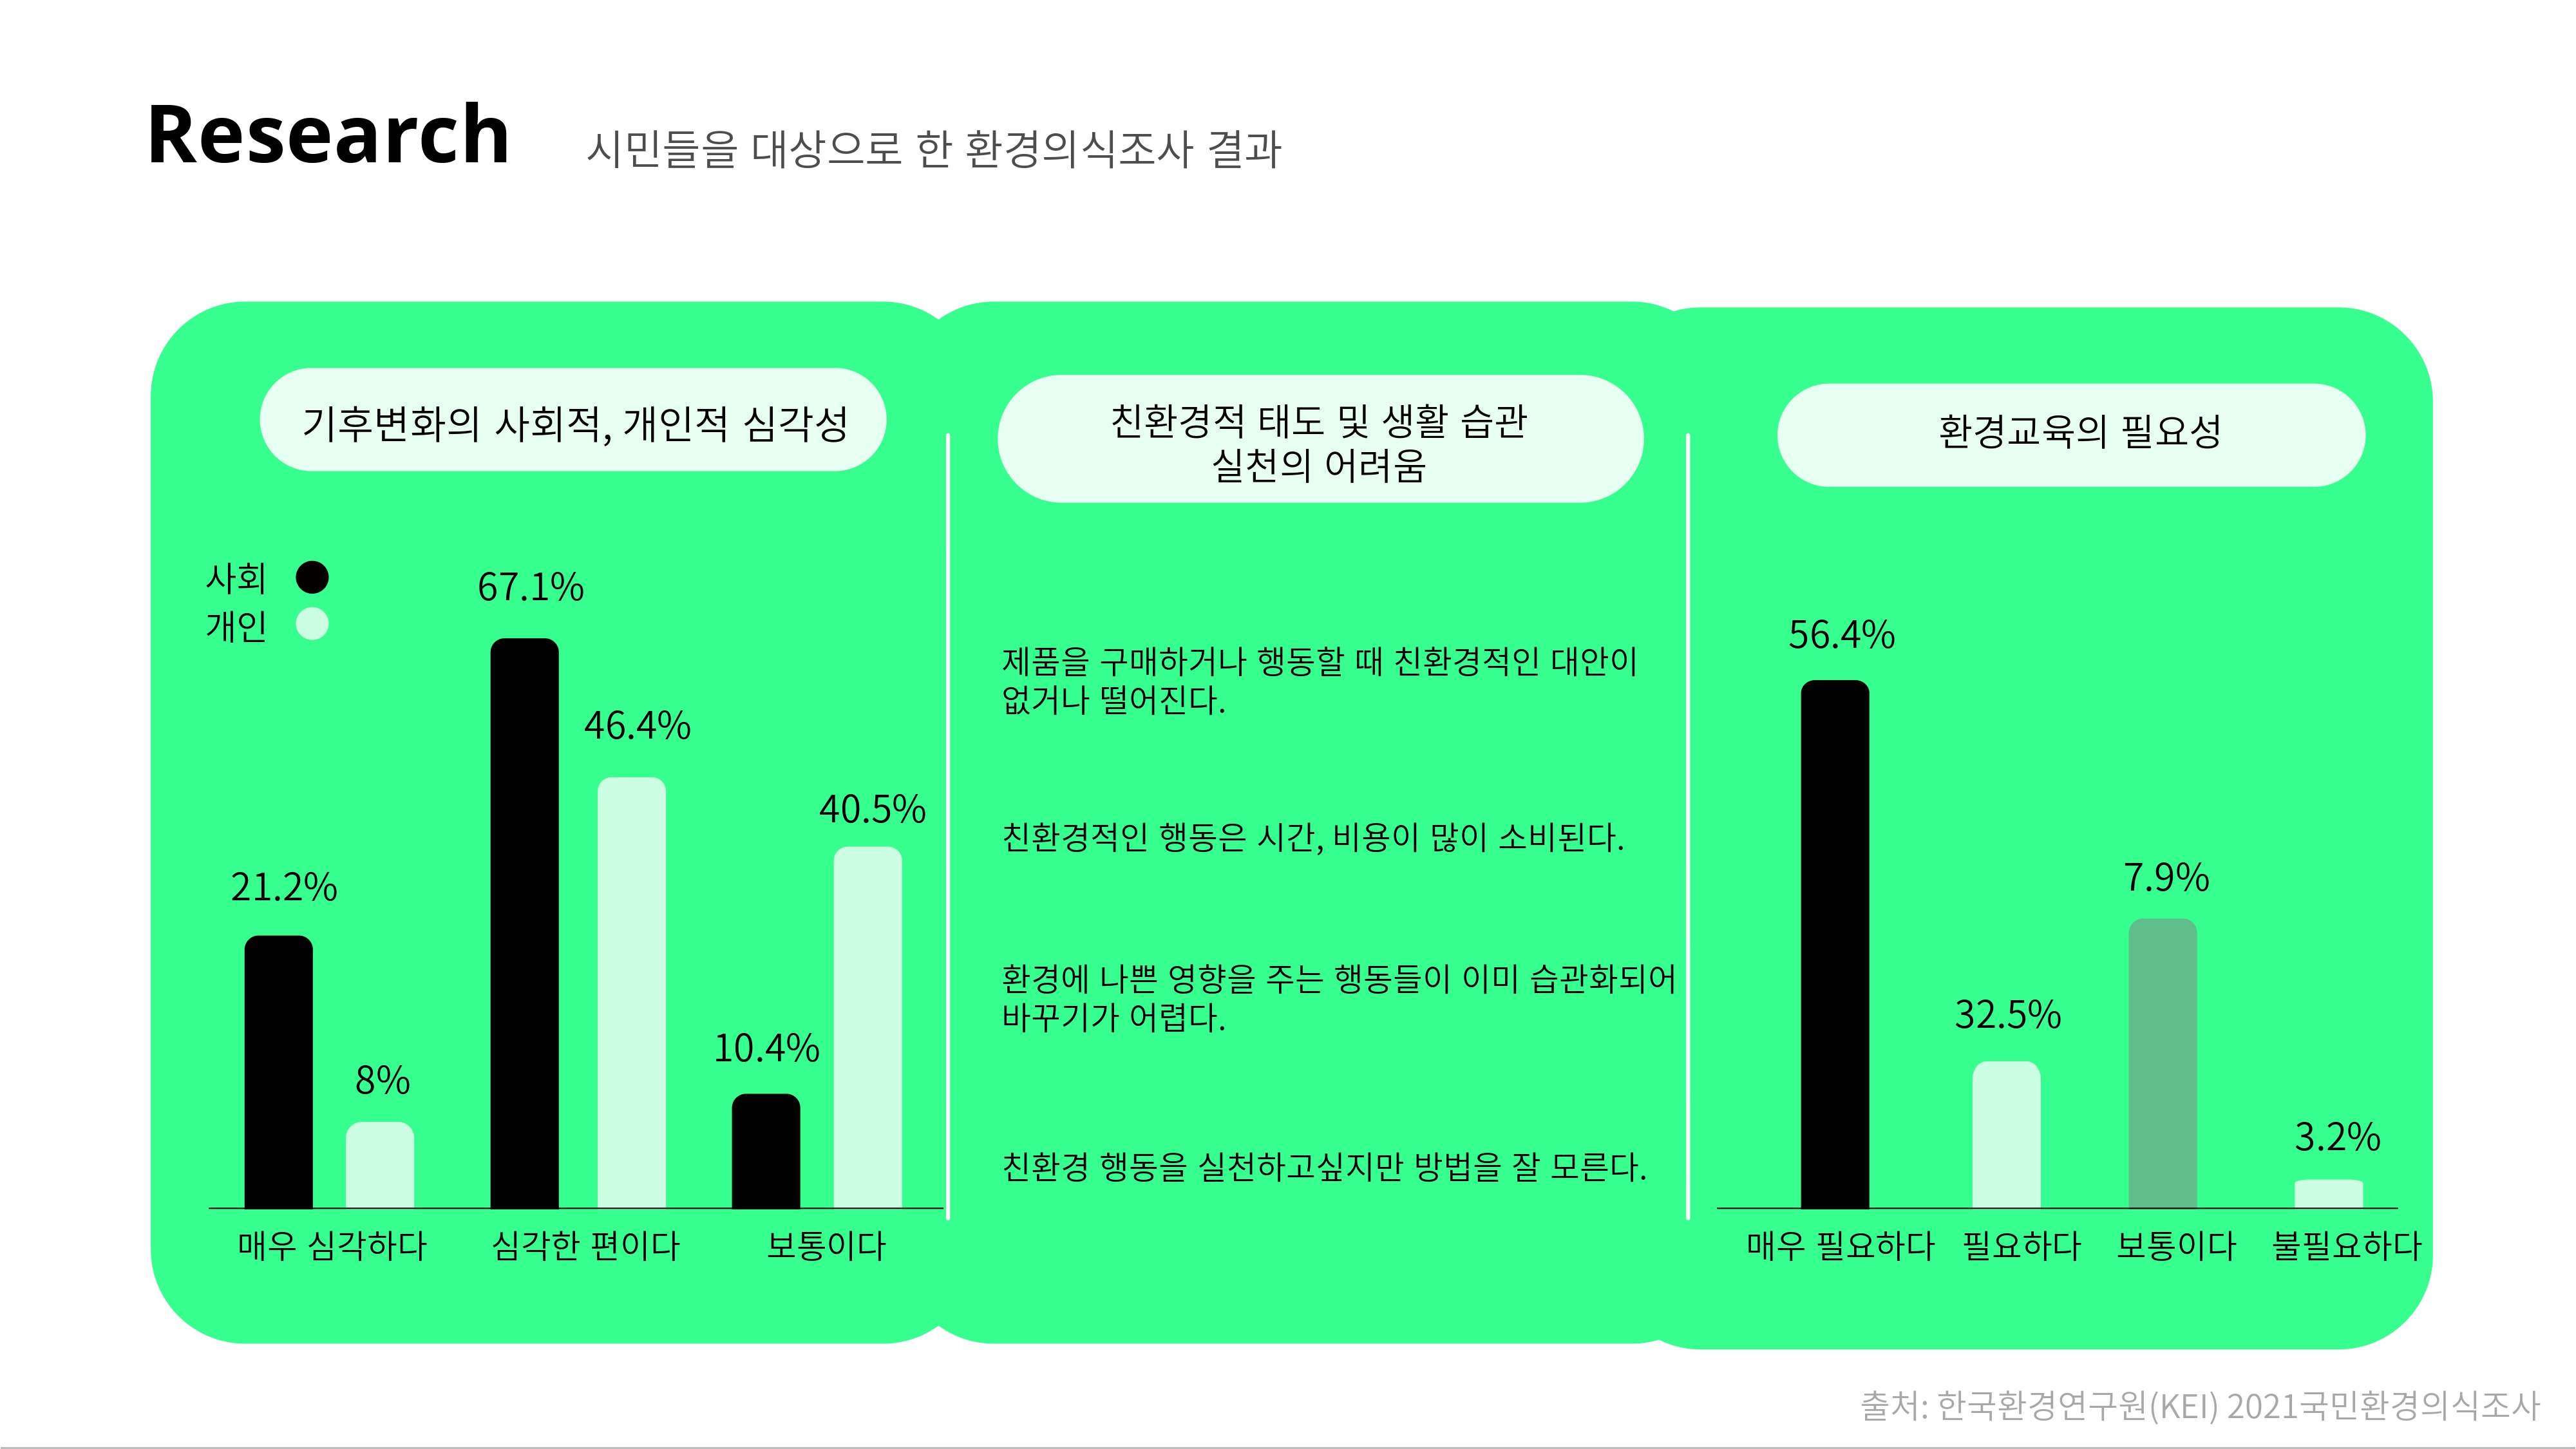 Research
시민들을 대상으로 한 환경의식조사 결과
기후변화의 사회적, 개인적 심각성
사회
개인
67.1%
46.4%
40.5%
21.2%
10.4%
8%
매우 심각하다
심각한 편이다
보통이다
친환경적 태도 및 생활 습관
실천의 어려움
제품을 구매하거나 행동할 때 친환경적인 대안이
없거나 떨어진다.
친환경적인 행동은 시간, 비용이 많이 소비된다.
환경에 나쁜 영향을 주는 행동들이 이미 습관화되어
바꾸기가 어렵다.
친환경 행동을 실천하고싶지만 방법을 잘 모른다.
환경교육의 필요성
56.4%
7.9%
32.5%
3.2%
매우 필요하다
필요하다
보통이다
불필요하다
출처: 한국환경연구원(KEI) 2021국민환경의식조사